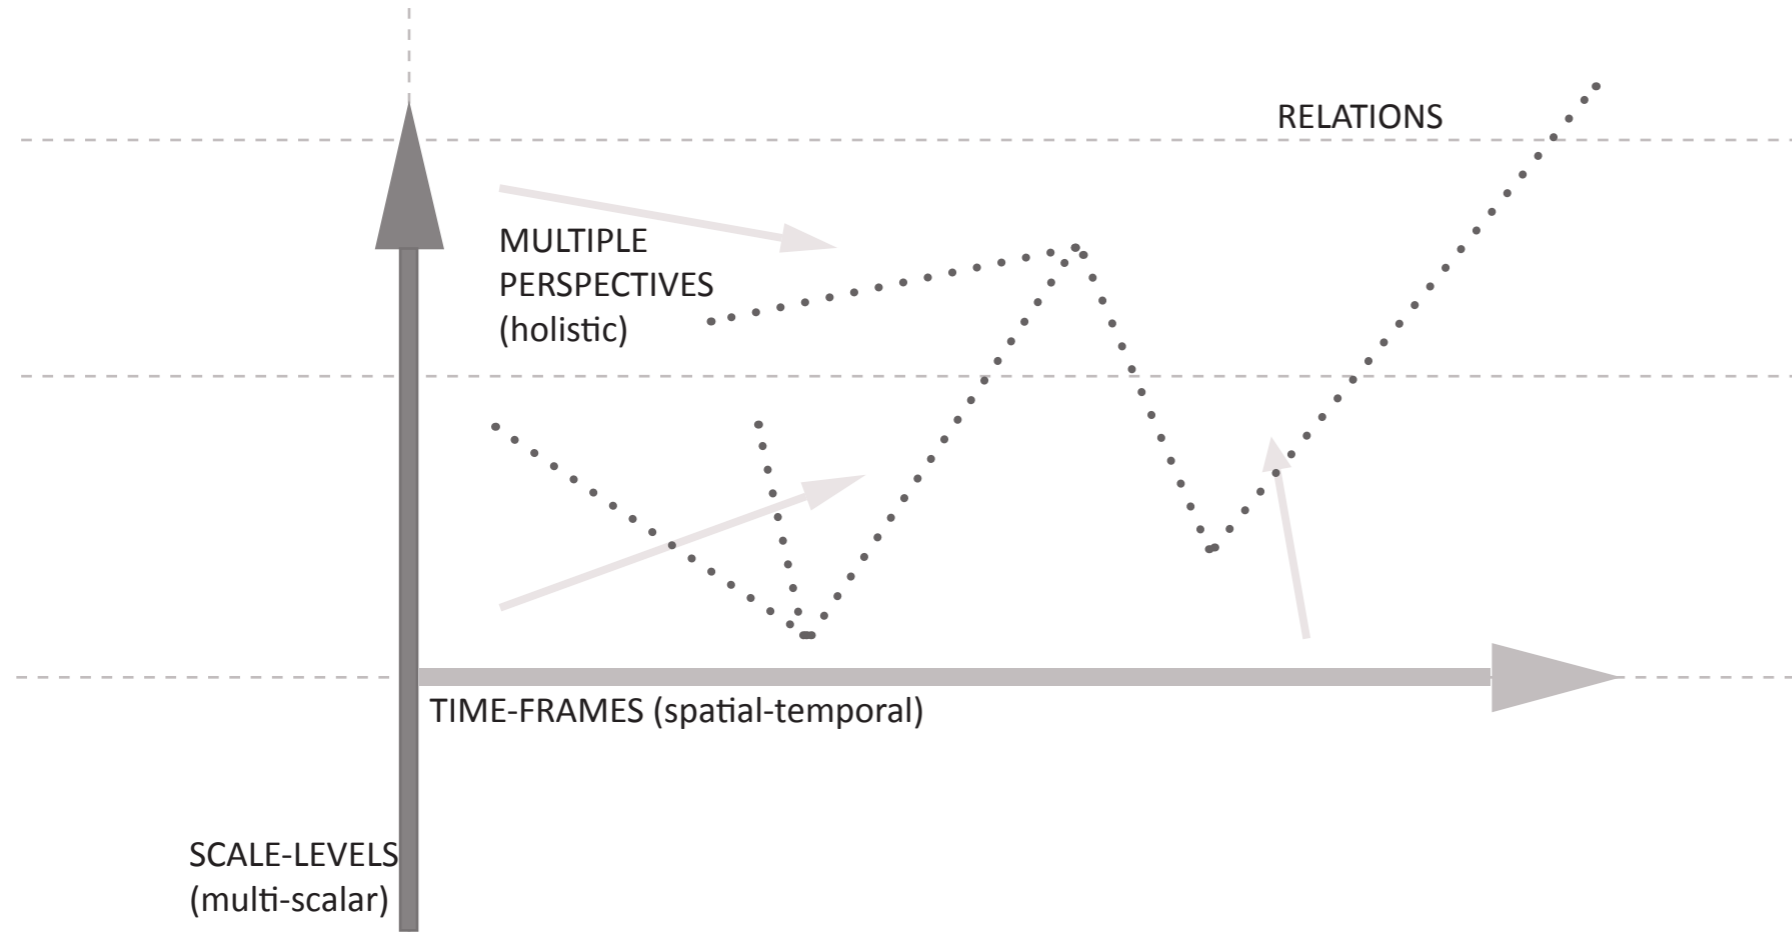 RELATIONS
MULTIPLE
PERSPECTIVES
(holistic)
TIME-FRAMES (spatial-temporal)
SCALE-LEVELS
(multi-scalar)